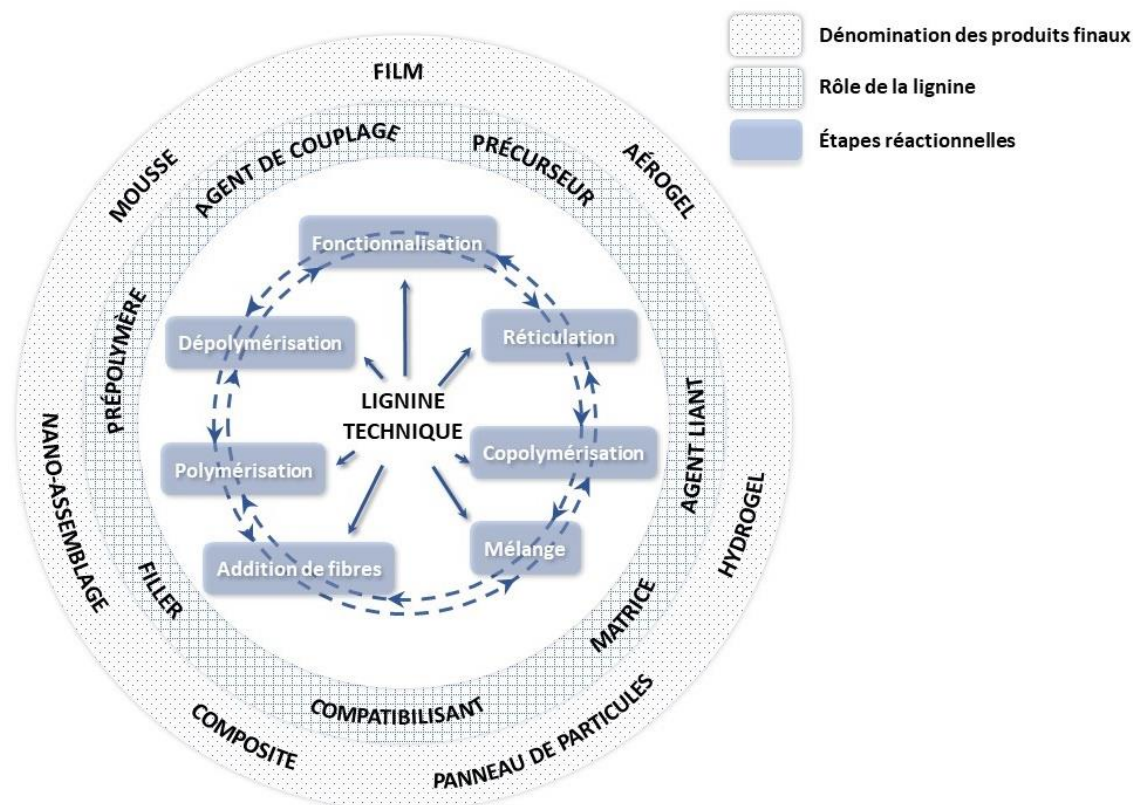 Dénomination des produits finaux
Rôle de la lignine
Étapes réactionnelles
FILM
AÉROGEL
HYDROGEL
PANNEAU DE PARTICULES
COMPOSITE
NANO-ASSEMBLAGE
MOUSSE
AGENT DE COUPLAGE
PRÉCURSEUR
AGENT LIANT
MATRICE
COMPATIBILISANT
FILLER
PRÉPOLYMÈRE
Fonctionnalisation
Réticulation
Copolymérisation
Mélange
Addition de fibres
Polymérisation
Dépolymérisation
LIGNINE
TECHNIQUE